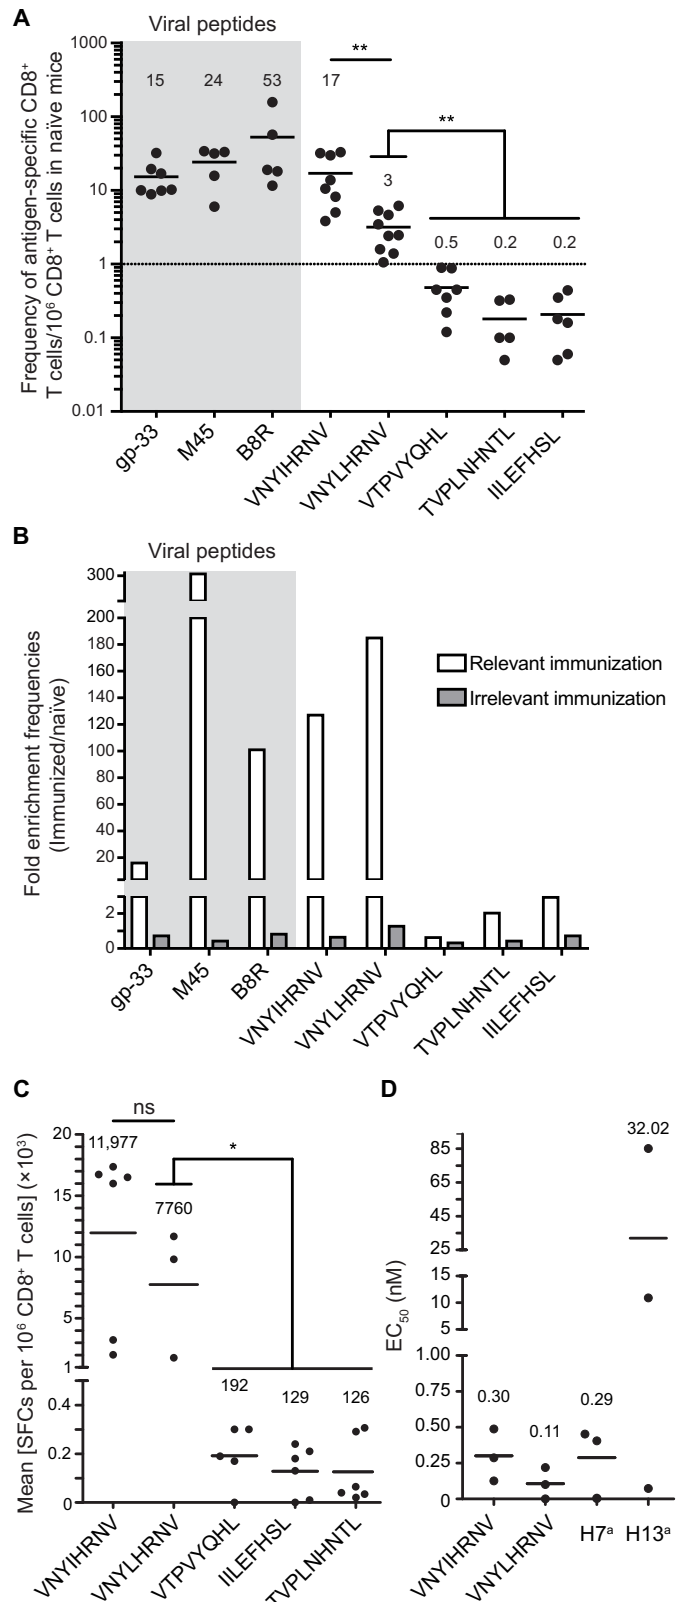 A
Viral peptides
Frequency of antigen-specific CD8⁺
T cells/10⁶ CD8⁺ T cells in naïve mice
1000
100
10
1
0.1
0.01
15
24
53
17
**
3
**
0.5
0.2
0.2
gp-33
M45
B8R
VNYIHRNV
VNYLHRNV
VTPVYQHL
TVPLNHNTL
IILEFHSL
B
Viral peptides
Fold enrichment frequencies
(Immunized/naïve)
300
200
180
160
140
120
100
80
60
40
20
2
0
Relevant immunization
Irrelevant immunization
gp-33
M45
B8R
VNYIHRNV
VNYLHRNV
VTPVYQHL
TVPLNHNTL
IILEFHSL
C
Mean [SFCs per 10⁶ CD8⁺ T cells] (×10³)
20
15
10
5
1
0.4
0.2
0
ns
*
11,977
7760
192
129
126
VNYIHRNV
VNYLHRNV
VTPVYQHL
IILEFHSL
TVPLNHNTL
D
EC₅₀ (nM)
85
65
45
25
15
10
5
1.00
0.75
0.50
0.25
0
0.30
0.11
0.29
32.02
VNYIHRNV
VNYLHRNV
H7ᵃ
H13ᵃ